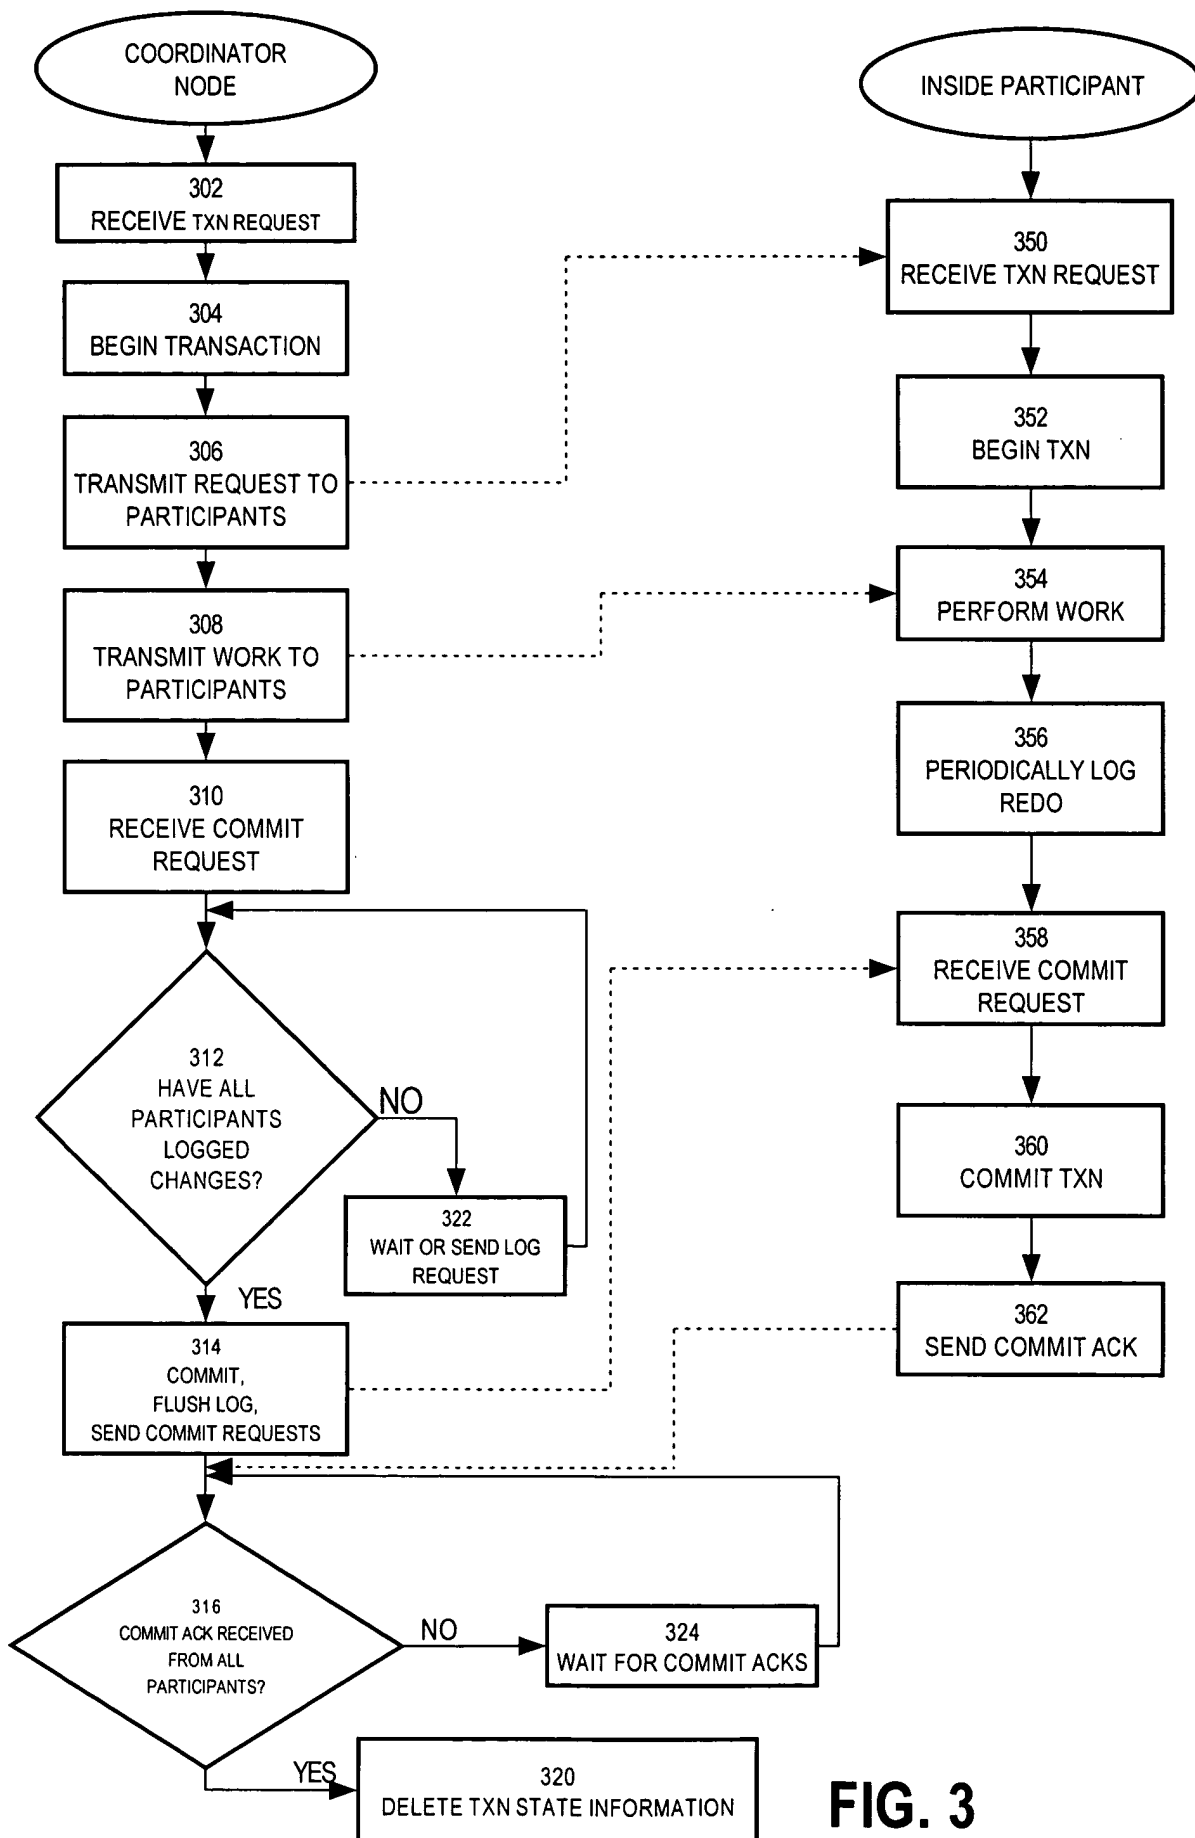 COORDINATOR
NODE
302
RECEIVE TXN REQUEST
304
BEGIN TRANSACTION
306
TRANSMIT REQUEST TO
PARTICIPANTS
308
TRANSMIT WORK TO
PARTICIPANTS
310
RECEIVE COMMIT
REQUEST
312
HAVE ALL
PARTICIPANTS
LOGGED
CHANGES?
NO
322
WAIT OR SEND LOG
REQUEST
YES
314
COMMIT,
FLUSH LOG,
SEND COMMIT REQUESTS
316
COMMIT ACK RECEIVED
FROM ALL
PARTICIPANTS?
NO
324
WAIT FOR COMMIT ACKS
YES
320
DELETE TXN STATE INFORMATION
INSIDE PARTICIPANT
350
RECEIVE TXN REQUEST
352
BEGIN TXN
354
PERFORM WORK
356
PERIODICALLY LOG
REDO
358
RECEIVE COMMIT
REQUEST
360
COMMIT TXN
362
SEND COMMIT ACK
FIG. 3